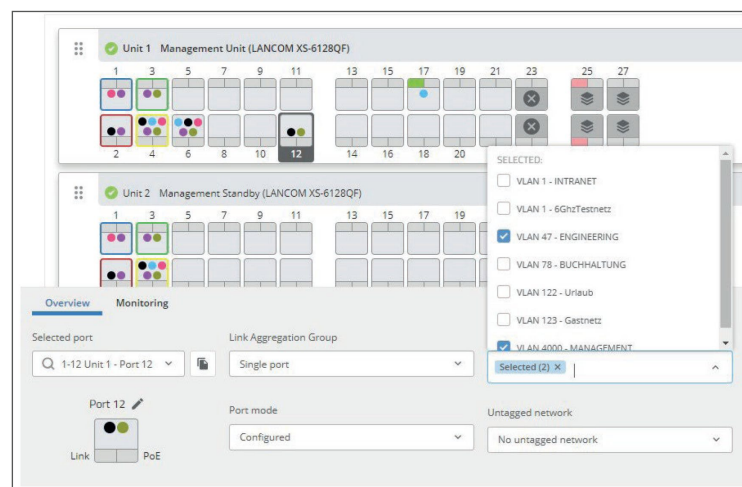 Unit 1 Management Unit (LANCOM XS-6128QF)
1 3 5 7 9 11 13 15 17 19 21 23 25 27
2 4 6 8 10 12 14 16 18 20
Unit 2 Management Standby (LANCOM XS-6128QF)
1 3 5 7 9 11 13 15 17 19
SELECTED:
VLAN 1 - INTRANET
VLAN 1 - 6GhzTestnetz
VLAN 47 - ENGINEERING
VLAN 78 - BUCHHALTUNG
VLAN 122 - Urlaub
VLAN 123 - Gastnetz
VLAN 4000 - MANAGEMENT
Overview Monitoring
Selected port Link Aggregation Group
1-12 Unit 1 - Port 12 Single port Selected (2) ×
Port 12 Port mode Untagged network
Configured No untagged network
Link PoE